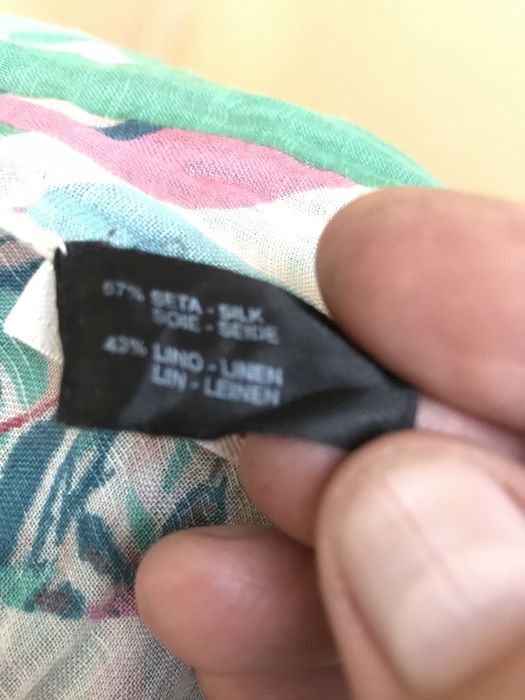 57% SETA - SILK
SOIE - SEIDE
43% LINO - LINEN
LIN - LEINEN